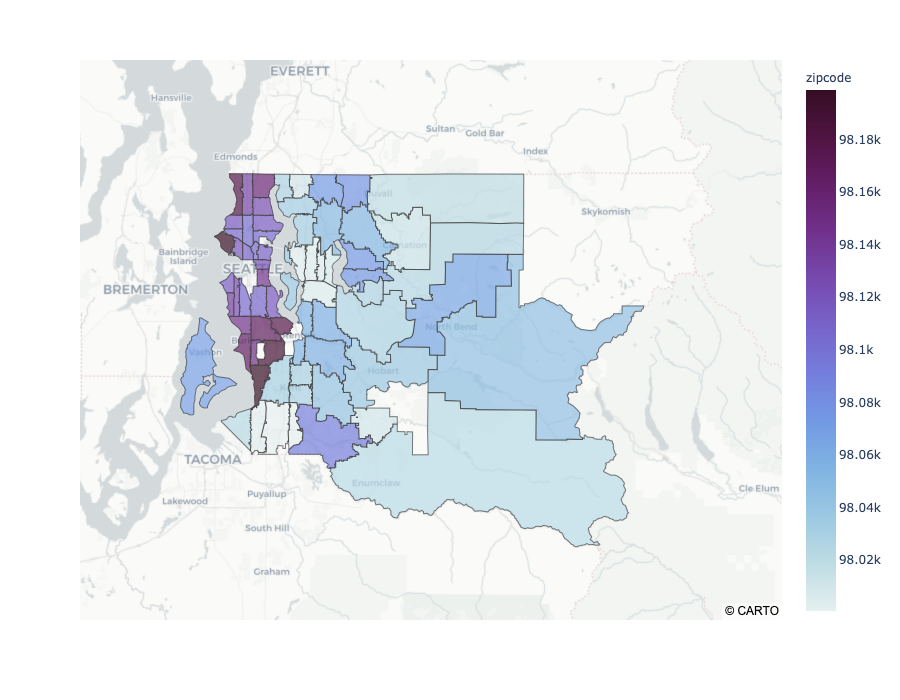 EVERETT
zipcode
Hansville
Sultan
Gold Bar
98.18k
Index
Edmonds
98.16k
Skykomish
98.14k
Bainbridge
Island
SEATTLE
BREMERTON
98.12k
North Bend
98.1k
Vashon
Hobart
98.08k
98.06k
TACOMA
Enumclaw
Cle Elum
98.04k
Puyallup
Lakewood
South Hill
98.02k
Graham
© CARTO